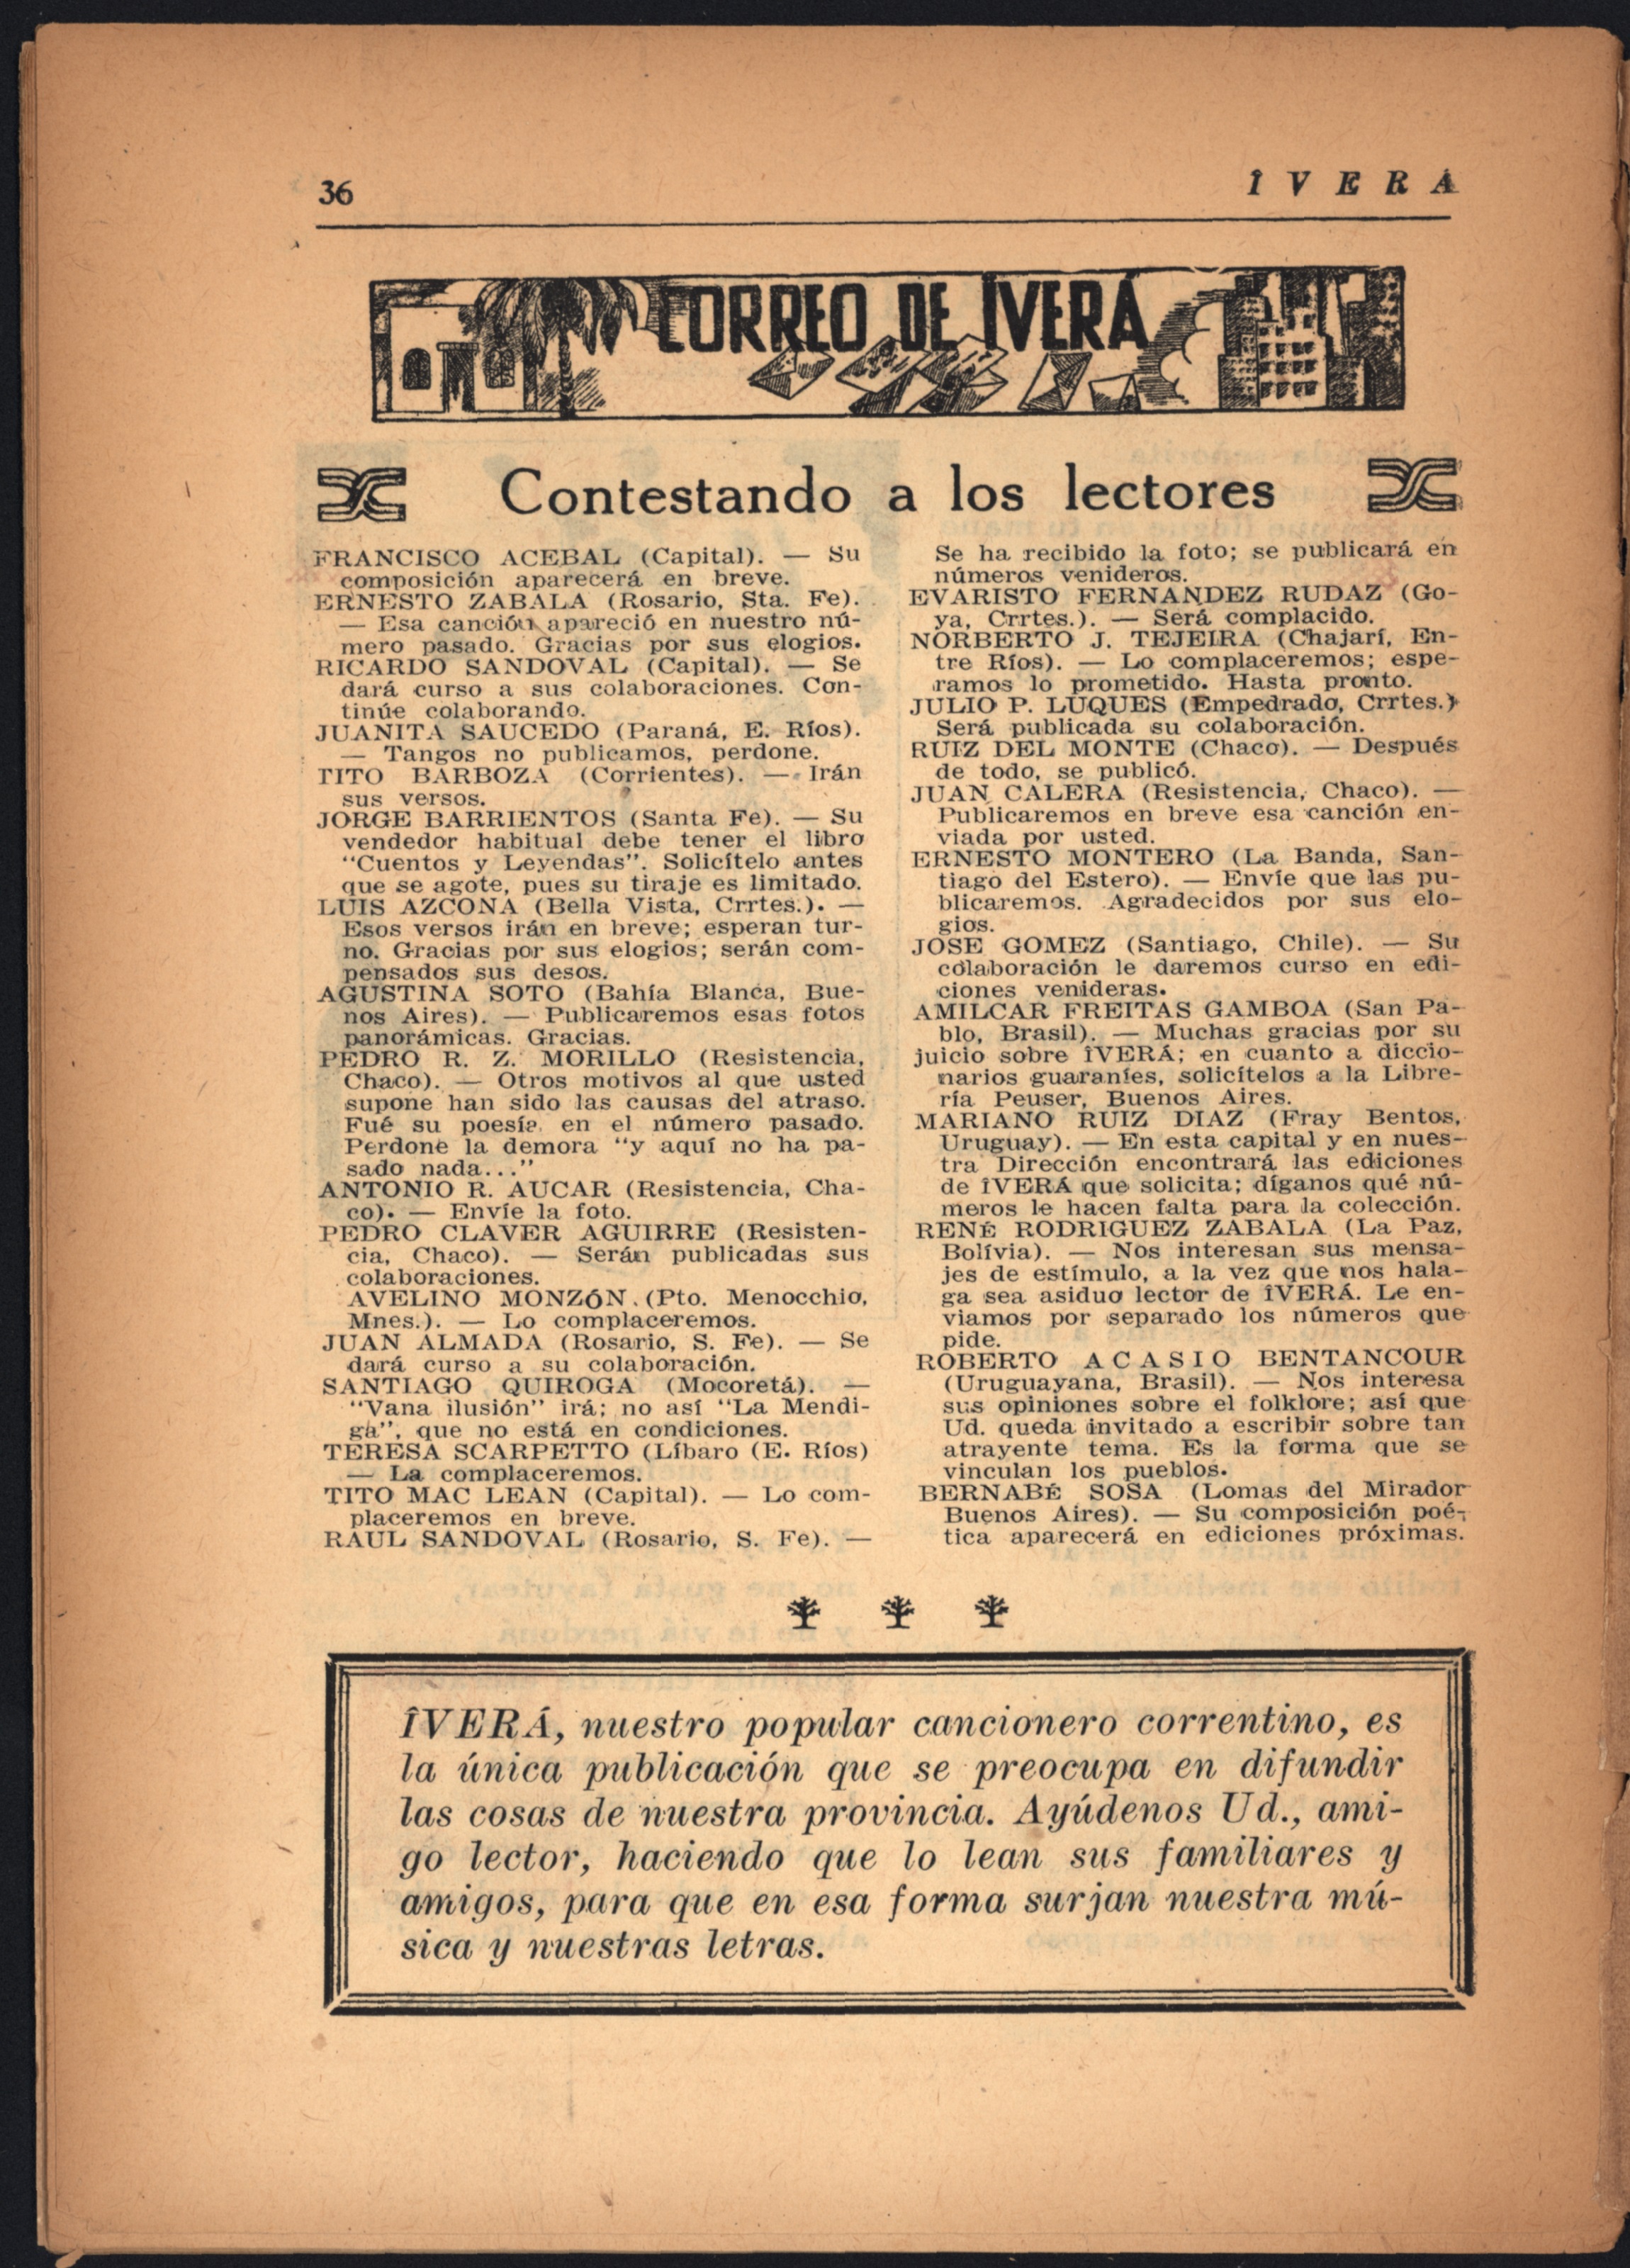 36
ÎVERÁ
CORREO DE ÎVERÁ
Contestando a los lectores
FRANCISCO ACEBAL (Capital). — Su
composición aparecerá en breve.
ERNESTO ZABALA (Rosario, Sta. Fe).
— Esa canción apareció en nuestro nú-
mero pasado. Gracias por sus elogios.
RICARDO SANDOVAL (Capital). — Se
dará curso a sus colaboraciones. Con-
tinúe colaborando.
JUANITA SAUCEDO (Paraná, E. Ríos).
— Tangos no publicamos, perdone.
TITO BARBOZA (Corrientes). — Irán
sus versos.
JORGE BARRIENTOS (Santa Fe). — Su
vendedor habitual debe tener el libro
"Cuentos y Leyendas". Solicítelo antes
que se agote, pues su tiraje es limitado.
LUIS AZCONA (Bella Vista, Crrtes.). —
Esos versos irán en breve; esperan tur-
no. Gracias por sus elogios; serán com-
pensados sus desos.
AGUSTINA SOTO (Bahía Blanca, Bue-
nos Aires). — Publicaremos esas fotos
panorámicas. Gracias.
PEDRO R. Z. MORILLO (Resistencia,
Chaco). — Otros motivos al que usted
supone han sido las causas del atraso.
Fué su poesía en el número pasado.
Perdone la demora "y aquí no ha pa-
sado nada..."
ANTONIO R. AUCAR (Resistencia, Cha-
co). — Envíe la foto.
PEDRO CLAVER AGUIRRE (Resisten-
cia, Chaco). — Serán publicadas sus
colaboraciones.
AVELINO MONZÓN (Pto. Menocchio,
Mnes.). — Lo complaceremos.
JUAN ALMADA (Rosario, S. Fe). — Se
dará curso a su colaboración.
SANTIAGO QUIROGA (Mocoretá). —
"Vana ilusión" irá; no así "La Mendi-
ga", que no está en condiciones.
TERESA SCARPETTO (Líbaro (E. Ríos)
— La complaceremos.
TITO MAC LEAN (Capital). — Lo com-
placeremos en breve.
RAUL SANDOVAL (Rosario, S. Fe). —
Se ha recibido la foto; se publicará en
números venideros.
EVARISTO FERNANDEZ RUDAZ (Go-
ya, Crrtes.). — Será complacido.
NORBERTO J. TEJEIRA (Chajarí, En-
tre Ríos). — Lo complaceremos; espe-
ramos lo prometido. Hasta pronto.
JULIO P. LUQUES (Empedrado, Crrtes.)
Será publicada su colaboración.
RUIZ DEL MONTE (Chaco). — Después
de todo, se publicó.
JUAN CALERA (Resistencia, Chaco). —
Publicaremos en breve esa canción en-
viada por usted.
ERNESTO MONTERO (La Banda, San-
tiago del Estero). — Envíe que las pu-
blicaremos. Agradecidos por sus elo-
gios.
JOSE GOMEZ (Santiago, Chile). — Su
colaboración le daremos curso en edi-
ciones venideras.
AMILCAR FREITAS GAMBOA (San Pa-
blo, Brasil). — Muchas gracias por su
juicio sobre ÎVERÁ; en cuanto a diccio-
narios guaraníes, solicítelos a la Libre-
ría Peuser, Buenos Aires.
MARIANO RUIZ DIAZ (Fray Bentos,
Uruguay). — En esta capital y en nues-
tra Dirección encontrará las ediciones
de ÎVERÁ que solicita; díganos qué nú-
meros le hacen falta para la colección.
RENÉ RODRIGUEZ ZABALA (La Paz,
Bolívia). — Nos interesan sus mensa-
jes de estímulo, a la vez que nos hala-
ga sea asiduo lector de ÎVERÁ. Le en-
viamos por separado los números que
pide.
ROBERTO ACASIO BENTANCOUR
(Uruguayana, Brasil). — Nos interesa
sus opiniones sobre el folklore; así que
Ud. queda invitado a escribir sobre tan
atrayente tema. Es la forma que se
vinculan los pueblos.
BERNABÉ SOSA (Lomas del Mirador
Buenos Aires). — Su composición poé-
tica aparecerá en ediciones próximas.
ÎVERÁ, nuestro popular cancionero correntino, es
la única publicación que se preocupa en difundir
las cosas de nuestra provincia. Ayúdenos Ud., ami-
go lector, haciendo que lo lean sus familiares y
amigos, para que en esa forma surjan nuestra mú-
sica y nuestras letras.